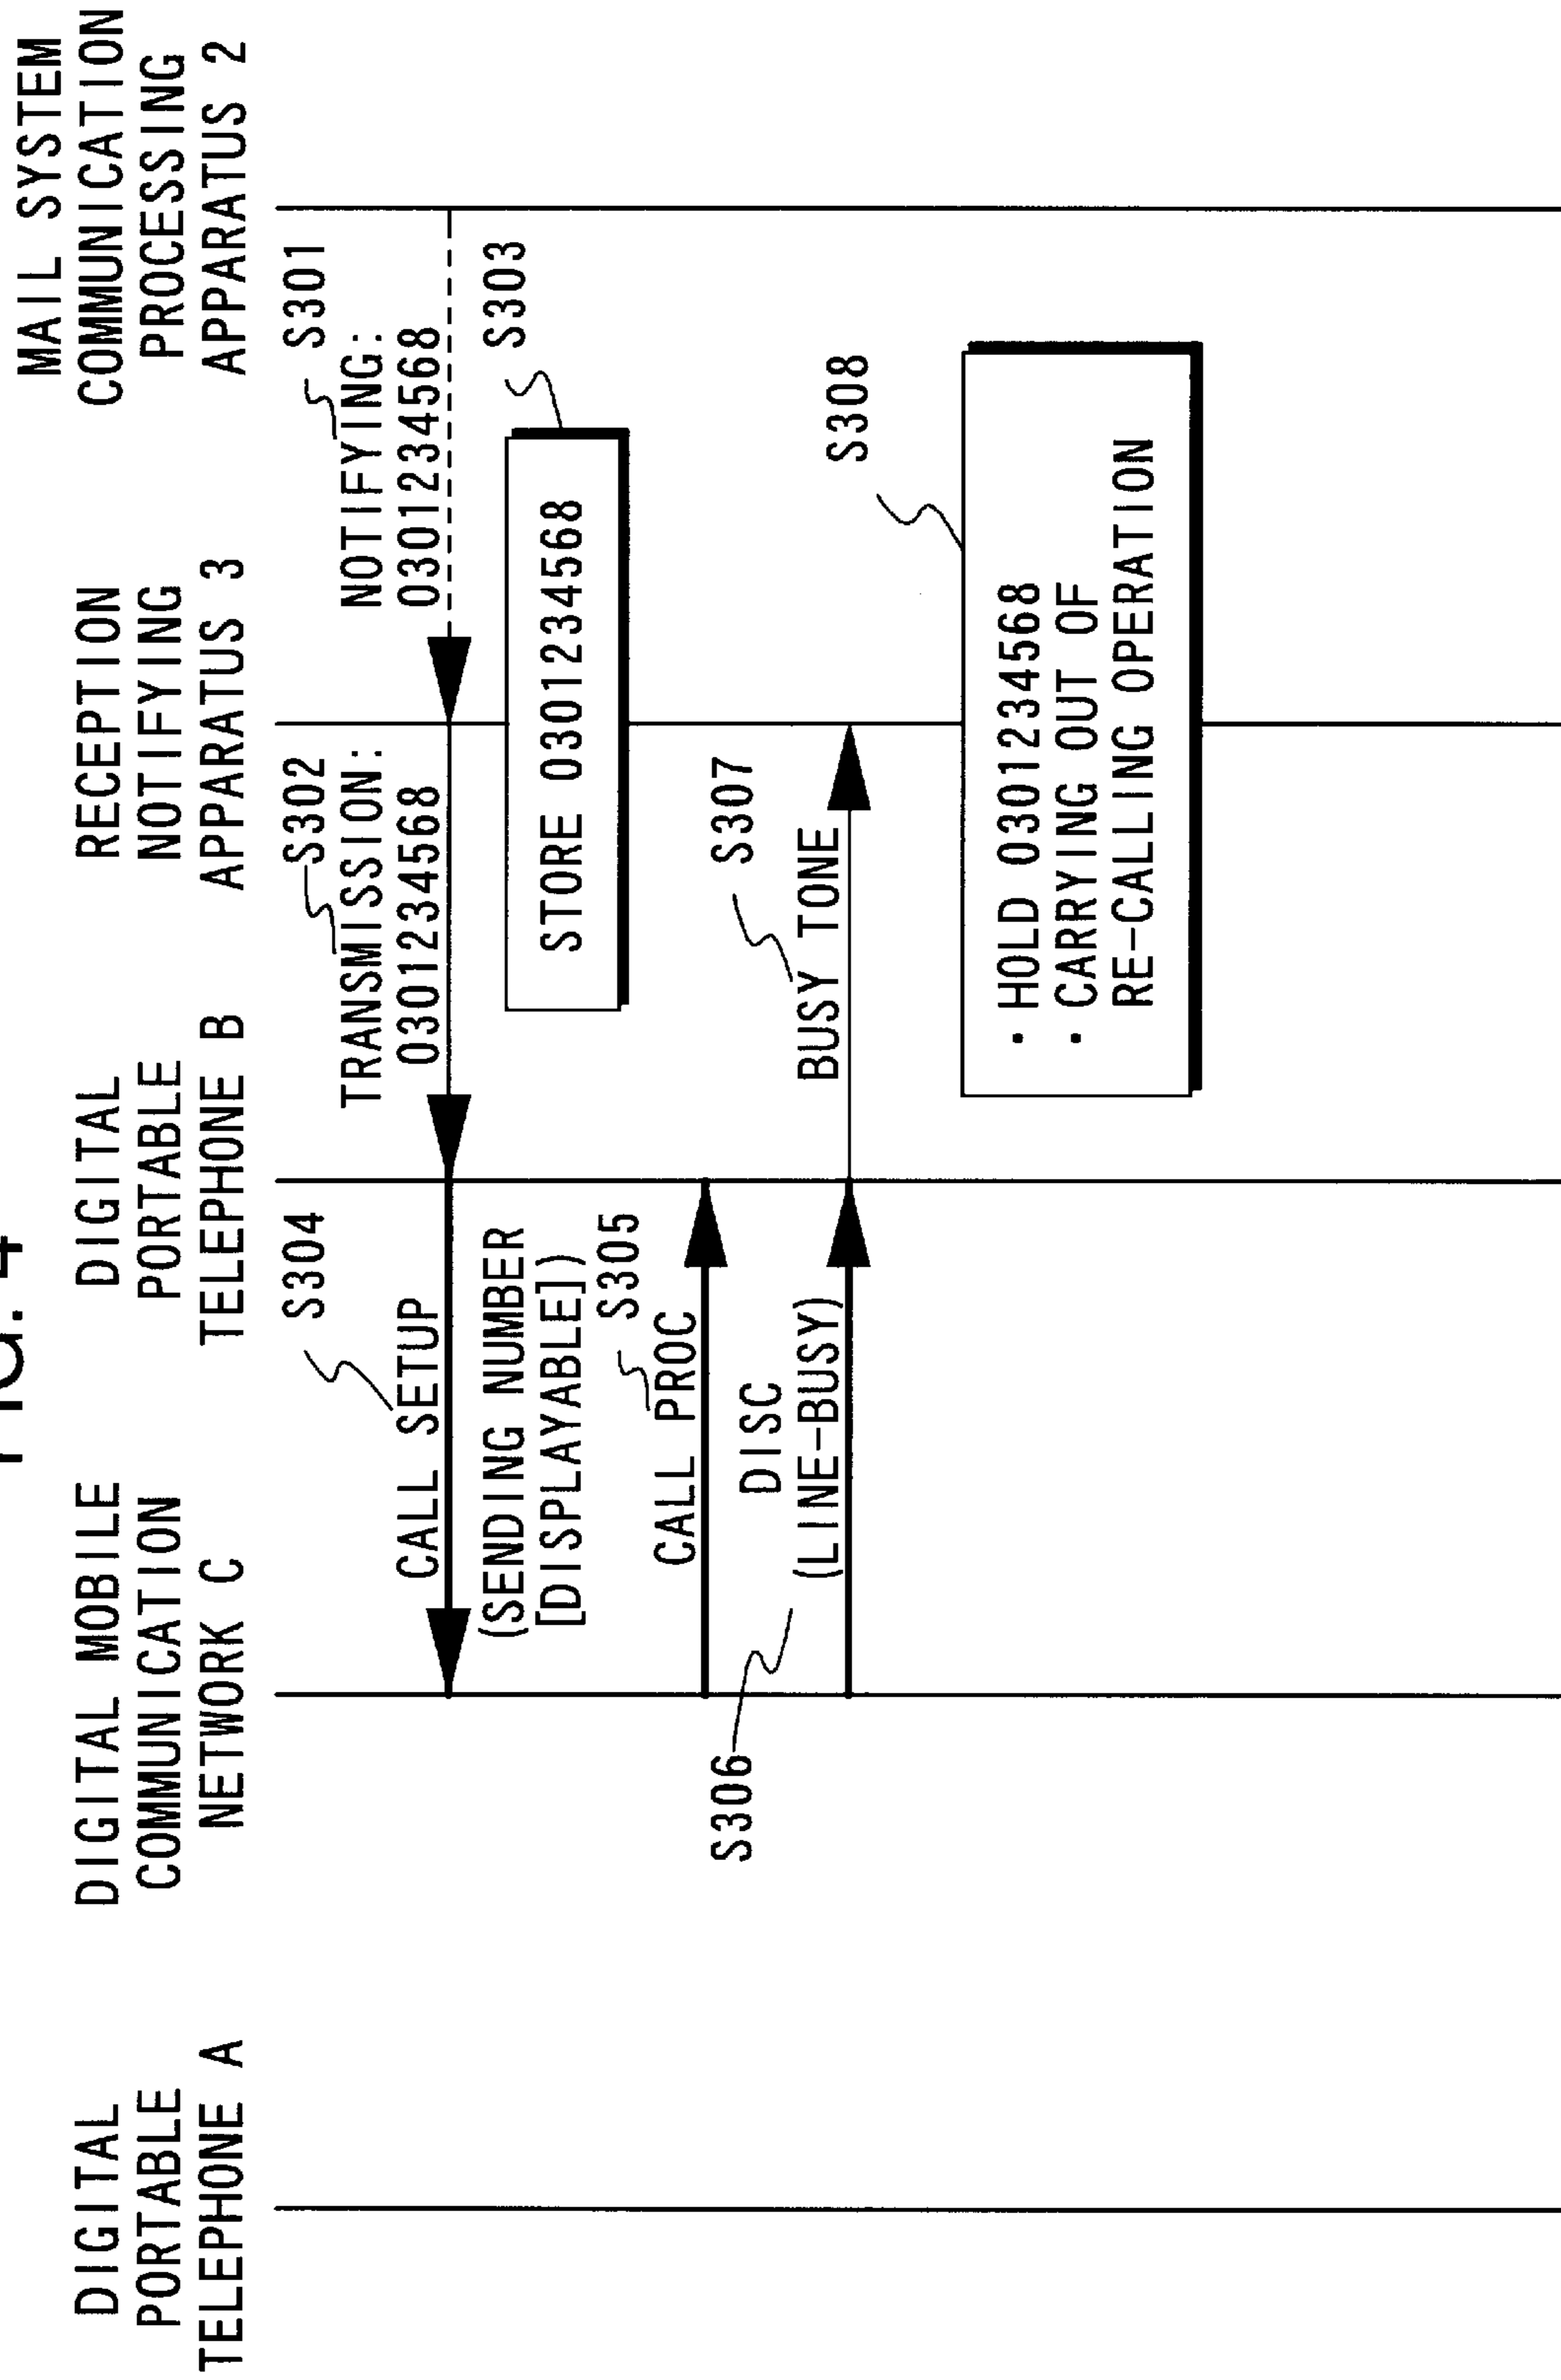 FIG. 4
DIGITAL
PORTABLE
TELEPHONE A
DIGITAL MOBILE
COMMUNICATION
NETWORK C
DIGITAL
PORTABLE
TELEPHONE B
RECEPTION
NOTIFYING
APPARATUS 3
MAIL SYSTEM
COMMUNICATION
PROCESSING
APPARATUS 2
S301
NOTIFYING:
0301234568
S302
TRANSMISSION:
0301234568
S303
STORE 0301234568
S304
CALL SETUP
(SENDING NUMBER
[DISPLAYABLE])
S305
CALL PROC
S306
DISC
(LINE-BUSY)
S307
BUSY TONE
S308
· HOLD 0301234568
· CARRYING OUT OF
RE-CALLING OPERATION